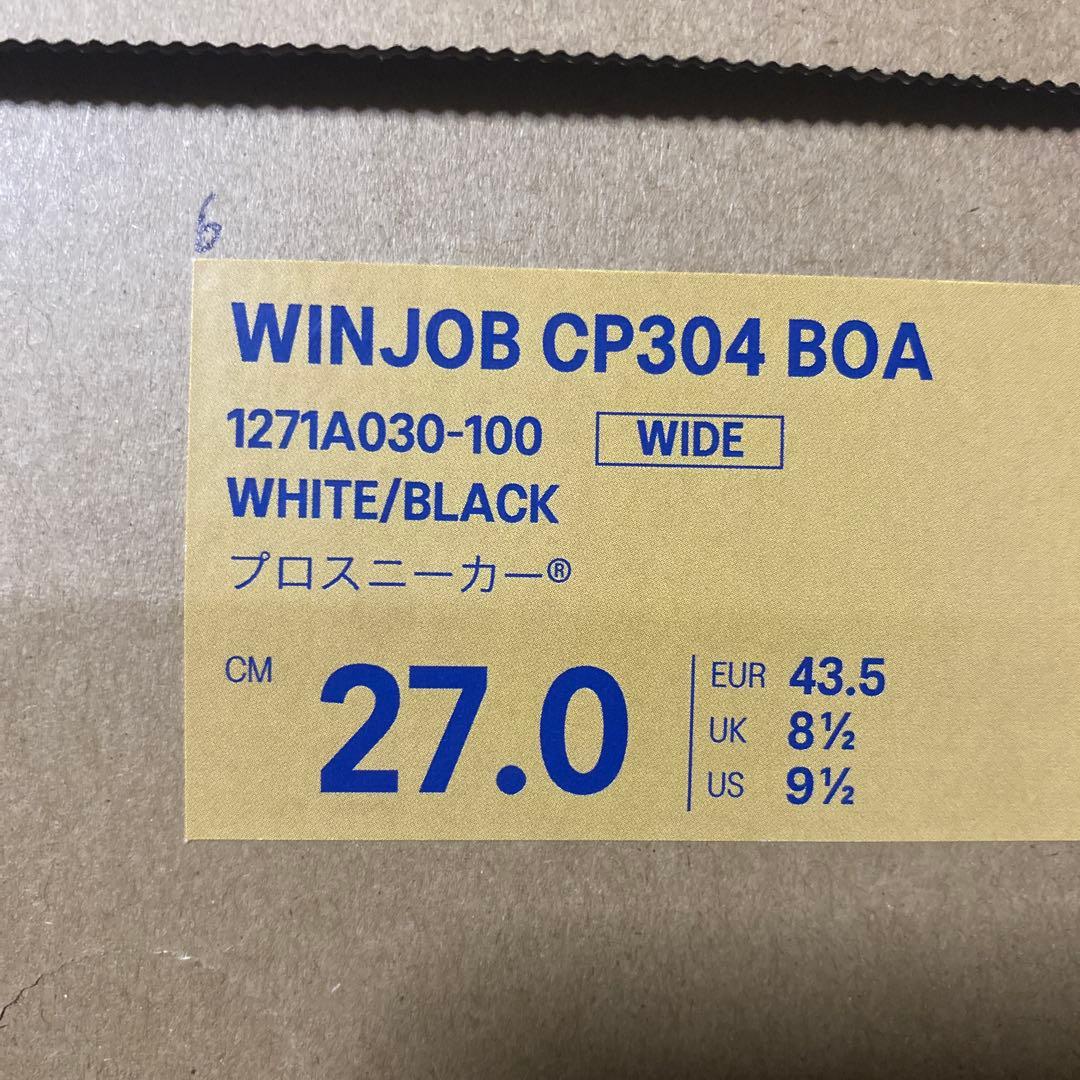 6
WINJOB CP304 BOA
1271A030-100 WIDE
WHITE/BLACK
プロスニーカー®
CM 27.0
EUR 43.5
UK 8½
US 9½